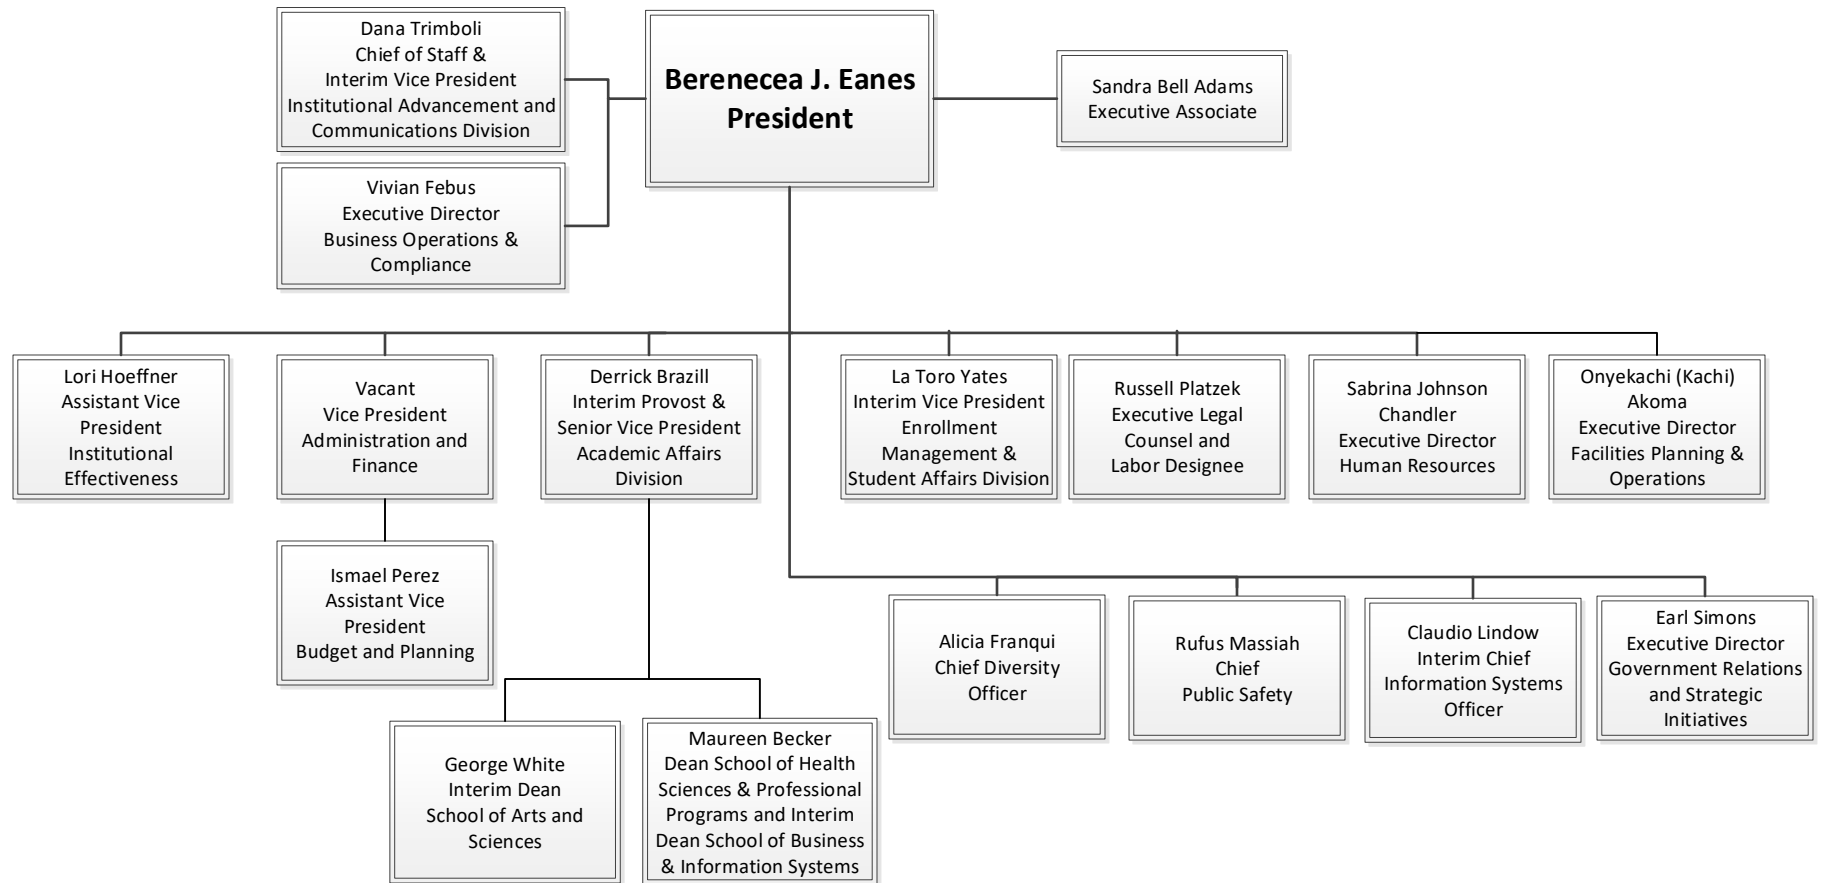 Dana Trimboli
Chief of Staff &
Interim Vice President
Institutional Advancement and
Communications Division
Berenecea J. Eanes
President
Sandra Bell Adams
Executive Associate
Vivian Febus
Executive Director
Business Operations &
Compliance
Lori Hoeffner
Assistant Vice
President
Institutional
Effectiveness
Vacant
Vice President
Administration and
Finance
Derrick Brazill
Interim Provost &
Senior Vice President
Academic Affairs
Division
La Toro Yates
Interim Vice President
Enrollment
Management &
Student Affairs Division
Russell Platzek
Executive Legal
Counsel and
Labor Designee
Sabrina Johnson
Chandler
Executive Director
Human Resources
Onyekachi (Kachi)
Akoma
Executive Director
Facilities Planning &
Operations
Ismael Perez
Assistant Vice
President
Budget and Planning
Alicia Franqui
Chief Diversity
Officer
Rufus Massiah
Chief
Public Safety
Claudio Lindow
Interim Chief
Information Systems
Officer
Earl Simons
Executive Director
Government Relations
and Strategic
Initiatives
George White
Interim Dean
School of Arts and
Sciences
Maureen Becker
Dean School of Health
Sciences & Professional
Programs and Interim
Dean School of Business
& Information Systems